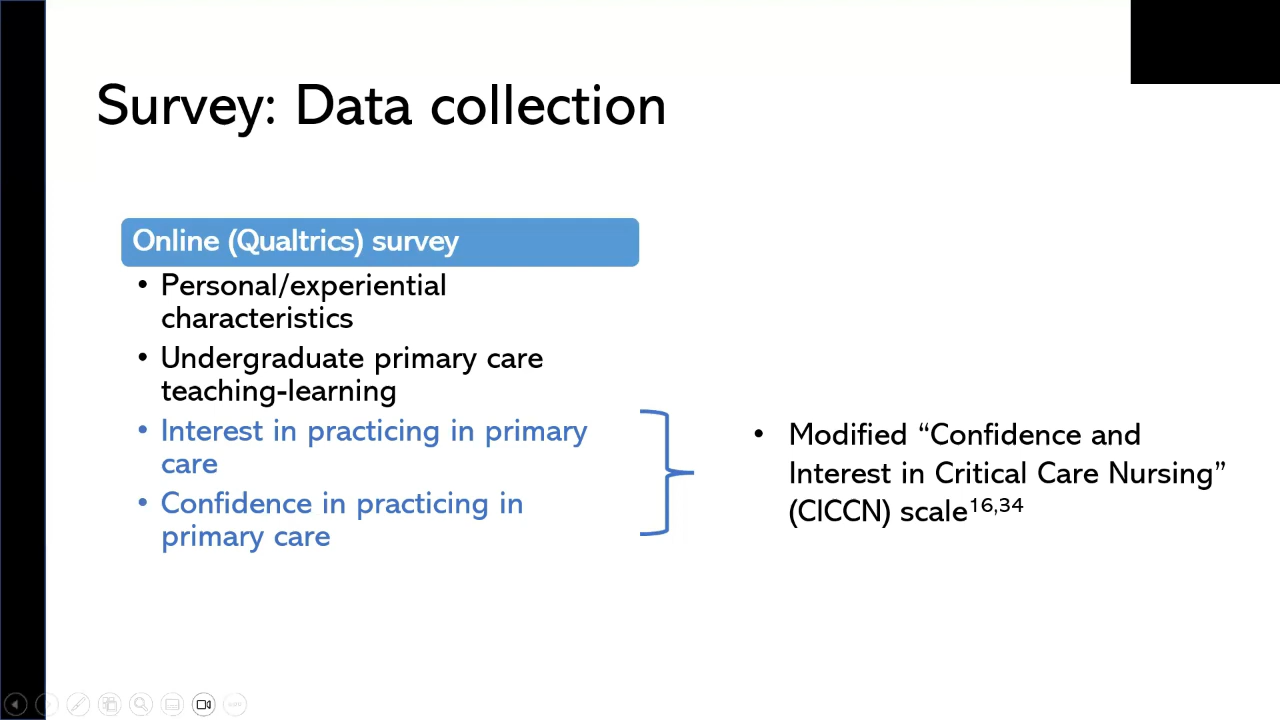 Survey: Data collection
Online (Qualtrics) survey
• Personal/experiential
characteristics
• Undergraduate primary care
teaching-learning
• Interest in practicing in primary
care
• Confidence in practicing in
primary care
• Modified “Confidence and
Interest in Critical Care Nursing”
(CICCN) scale16,34